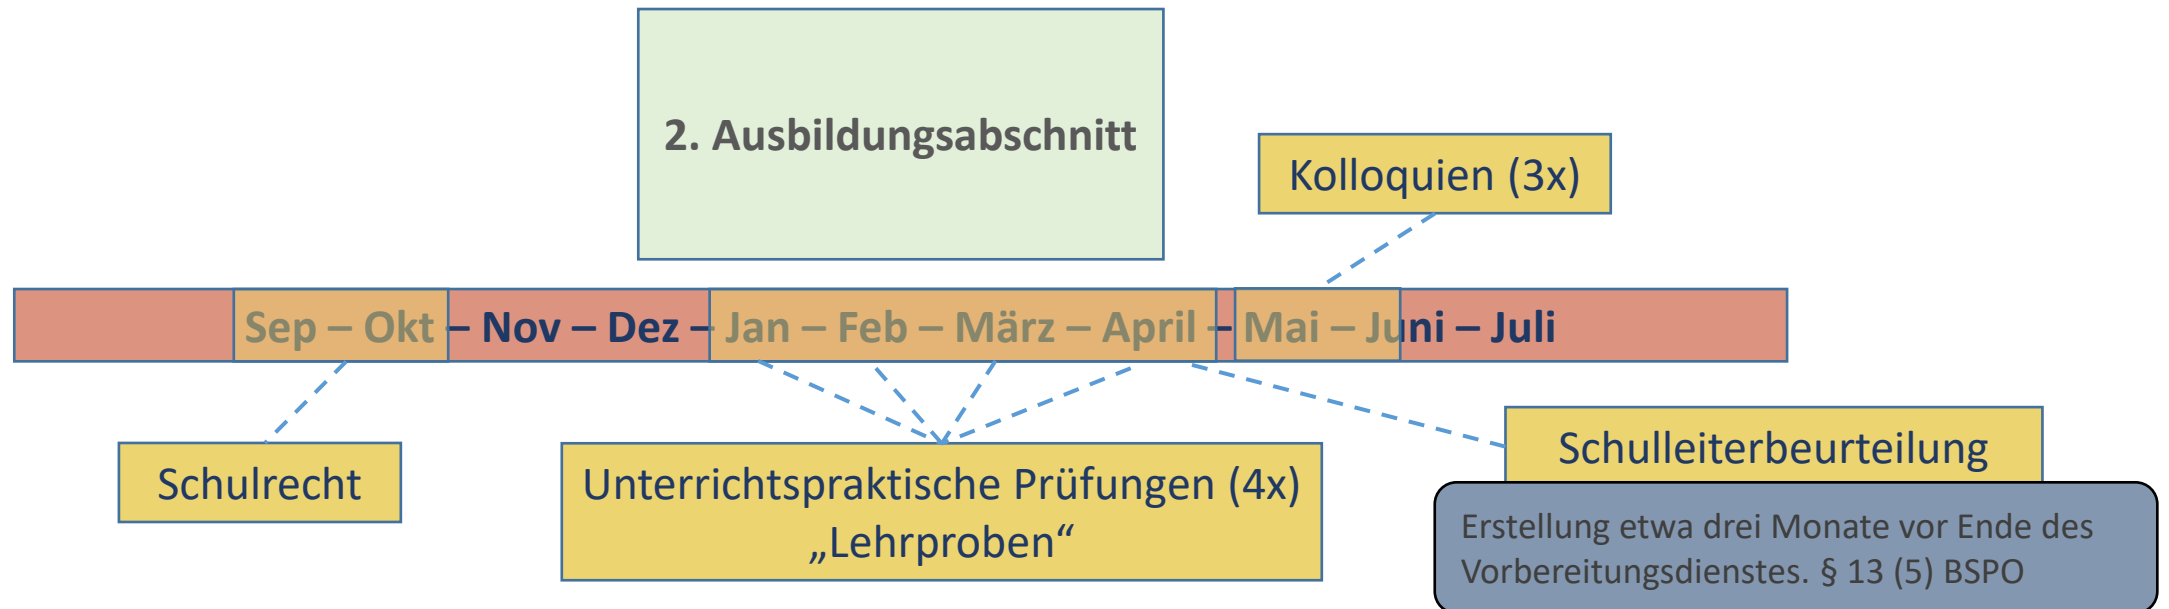 2. Ausbildungsabschnitt
Kolloquien (3x)
Sep – Okt – Nov – Dez – Jan – Feb – März – April – Mai – Juni – Juli
Schulrecht
Unterrichtspraktische Prüfungen (4x)
„Lehrproben“
Schulleiterbeurteilung
Erstellung etwa drei Monate vor Ende des
Vorbereitungsdienstes. § 13 (5) BSPO